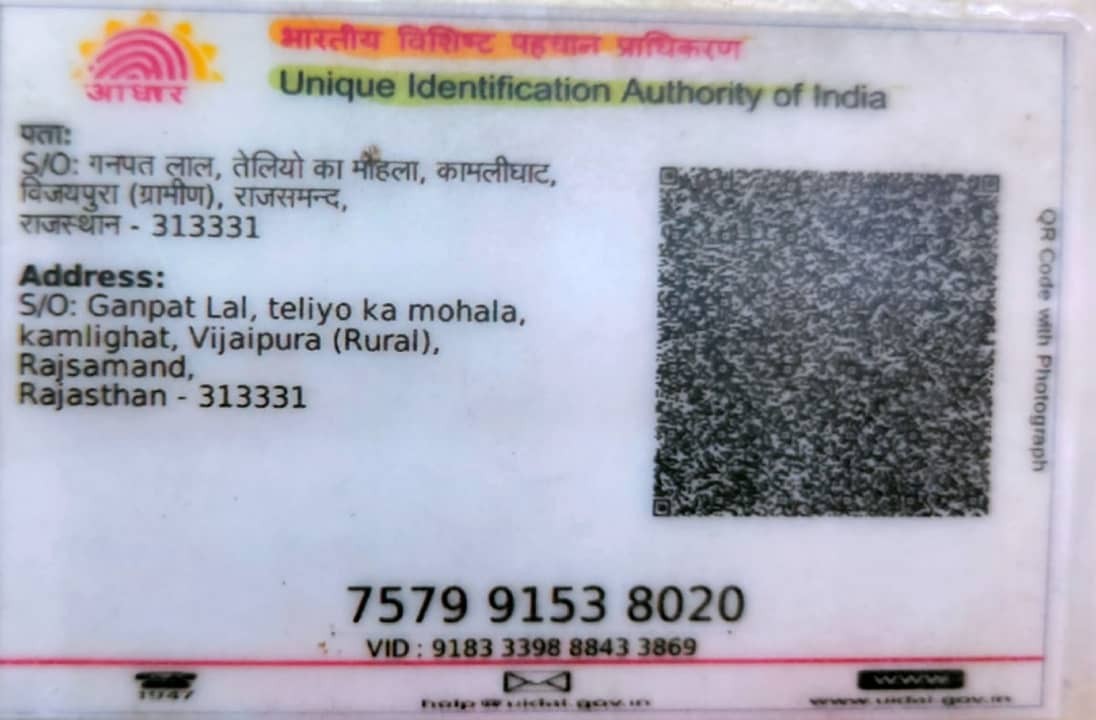 आधार
भारतीय विशिष्ट पहचान प्राधिकरण
Unique Identification Authority of India
पता:
S/O: गनपत लाल, तेलियो का मौहला, कामलीघाट,
विजयपुरा (ग्रामीण), राजसमन्द,
राजस्थान - 313331
Address:
S/O: Ganpat Lal, teliyo ka mohala,
kamlighat, Vijaipura (Rural),
Rajsamand,
Rajasthan - 313331
QR Code with Photograph
7579 9153 8020
VID : 9183 3398 8843 3869
1947
help@uidai.gov.in
www
www.uidai.gov.in